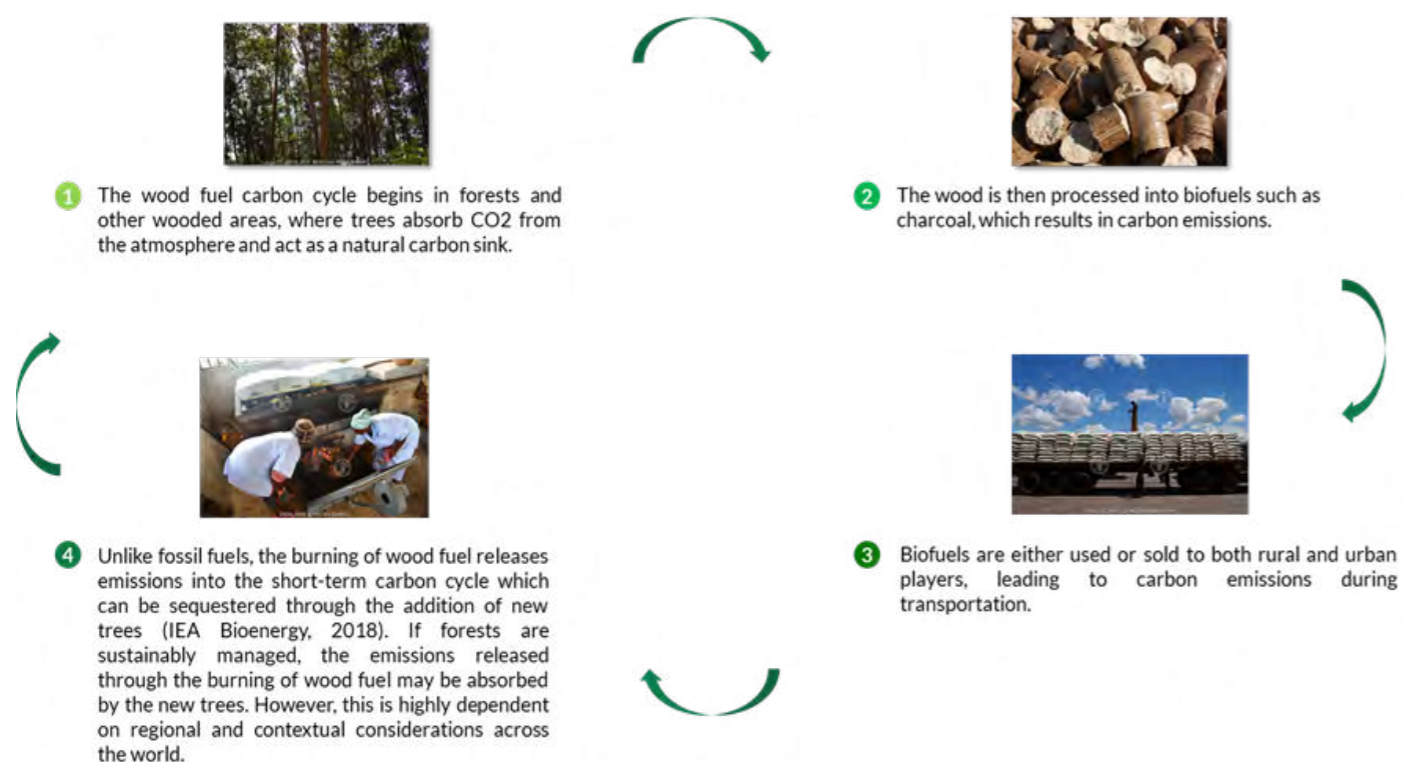 1 The wood fuel carbon cycle begins in forests and
other wooded areas, where trees absorb CO2 from
the atmosphere and act as a natural carbon sink.
2 The wood is then processed into biofuels such as
charcoal, which results in carbon emissions.
3 Biofuels are either used or sold to both rural and urban
players, leading to carbon emissions during
transportation.
4 Unlike fossil fuels, the burning of wood fuel releases
emissions into the short-term carbon cycle which
can be sequestered through the addition of new
trees (IEA Bioenergy, 2018). If forests are
sustainably managed, the emissions released
through the burning of wood fuel may be absorbed
by the new trees. However, this is highly dependent
on regional and contextual considerations across
the world.